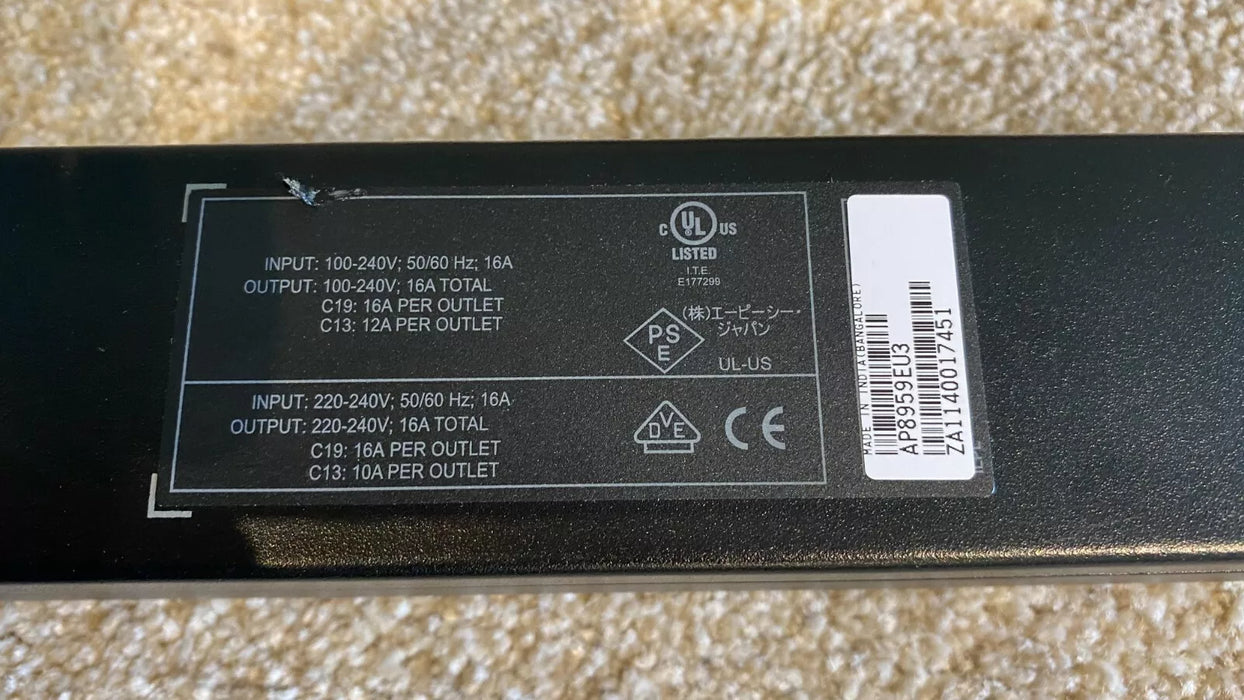 INPUT: 100-240V; 50/60 Hz; 16A
OUTPUT: 100-240V; 16A TOTAL
C19: 16A PER OUTLET
C13: 12A PER OUTLET
C UL US
LISTED
I.T.E
E177299
PS
E
(株)エーピーシー・
ジャパン
UL-US
INPUT: 220-240V; 50/60 Hz; 16A
OUTPUT: 220-240V; 16A TOTAL
C19: 16A PER OUTLET
C13: 10A PER OUTLET
DVE
CE
MADE IN INDIA(BANGALORE)
AP8959EU3
ZA1140017451